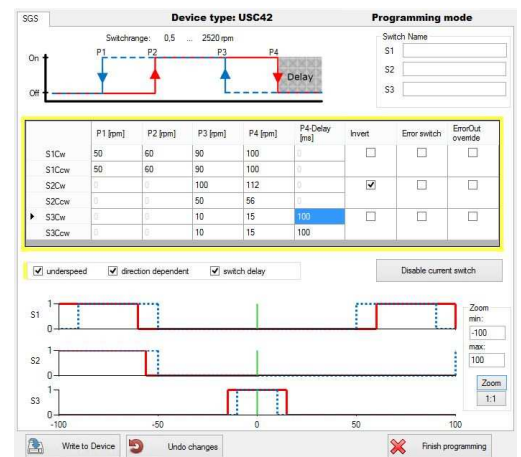 SGS Device type: USC42 Programming mode
Switchrange: 0,5 ... 2520 rpm
Switch Name
P1 P2 P3 P4
On
Off
Delay
S1
S2
S3
P1 [rpm] P2 [rpm] P3 [rpm] P4 [rpm] P4-Delay [ms] Invert Error switch ErrorOut override
S1Cw 50 60 90 100 0
S1Ccw 50 60 90 100 0
S2Cw 0 0 100 112 0
S2Ccw 0 0 50 56 0
S3Cw 0 0 10 15 100
S3Ccw 0 0 10 15 100
underspeed direction dependent switch delay Disable current switch
S1 1 0
S2 1 0
S3 1 0
-100 -50 0 50 100
Zoom
min:
-100
max:
100
Zoom
1:1
Write to Device Undo changes Finish programming